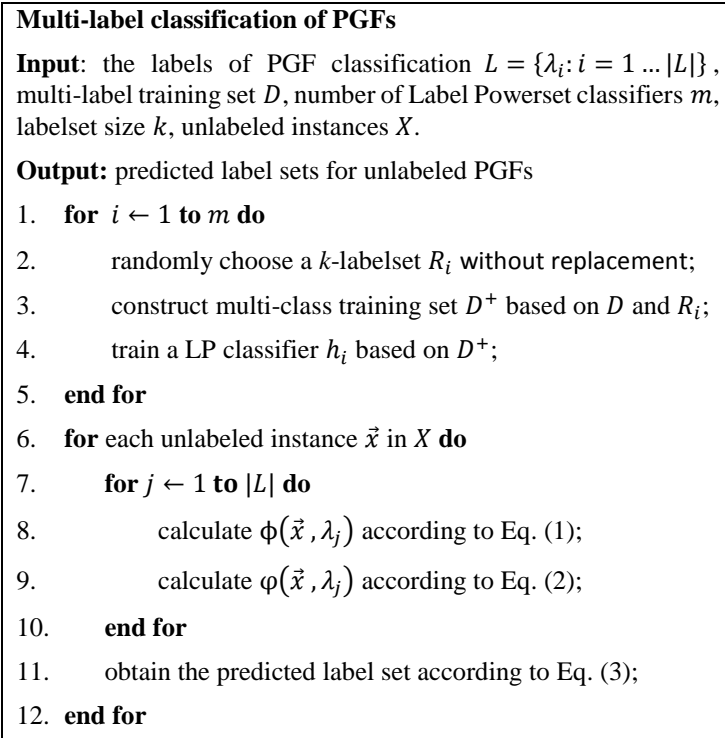 Multi-label classification of PGFs
Input: the labels of PGF classification L = {λᵢ: i = 1 … |L|},
multi-label training set D, number of Label Powerset classifiers m,
labelset size k, unlabeled instances X.
Output: predicted label sets for unlabeled PGFs
1. for i ← 1 to m do
2. randomly choose a k-labelset Rᵢ without replacement;
3. construct multi-class training set D⁺ based on D and Rᵢ;
4. train a LP classifier hᵢ based on D⁺;
5. end for
6. for each unlabeled instance x⃗ in X do
7. for j ← 1 to |L| do
8. calculate ϕ(x⃗ , λⱼ) according to Eq. (1);
9. calculate φ(x⃗ , λⱼ) according to Eq. (2);
10. end for
11. obtain the predicted label set according to Eq. (3);
12. end for